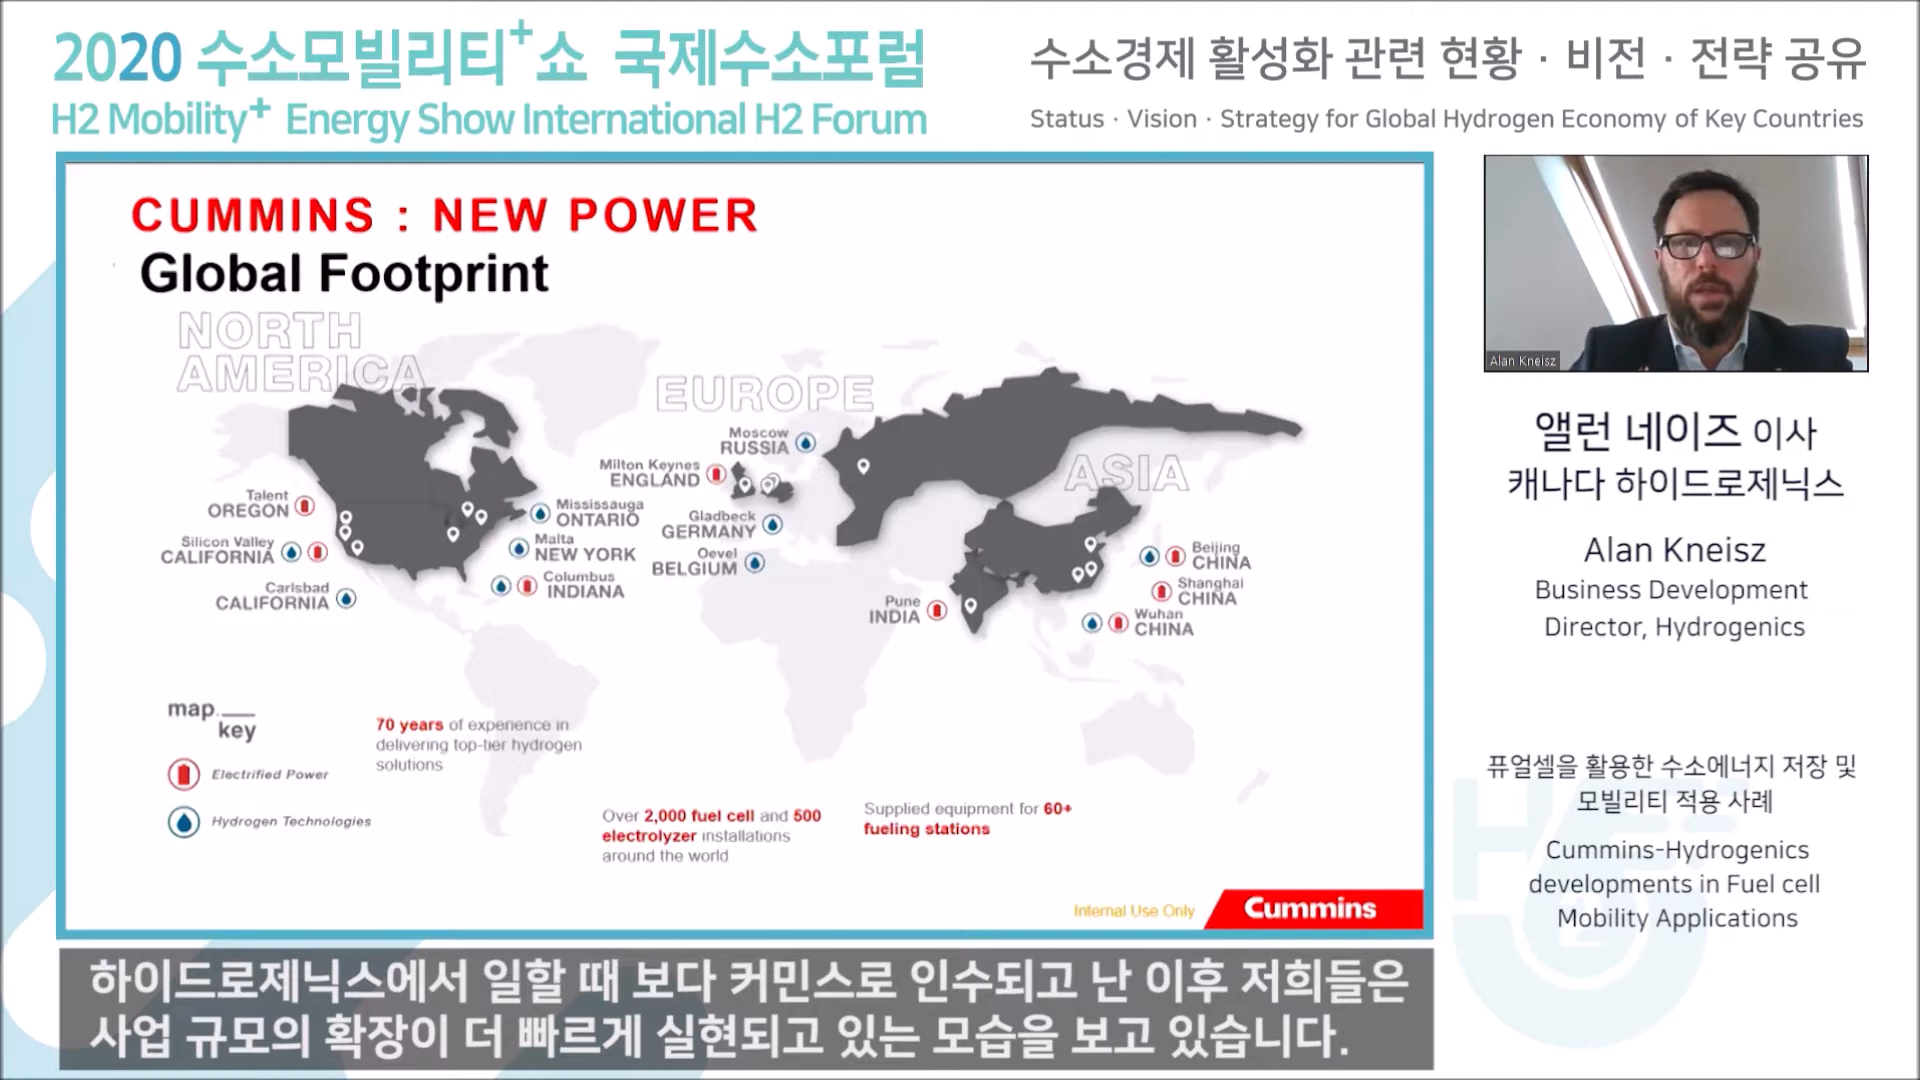 2020 수소모빌리티+쇼 국제수소포럼
H2 Mobility+ Energy Show International H2 Forum
수소경제 활성화 관련 현황 · 비전 · 전략 공유
Status · Vision · Strategy for Global Hydrogen Economy of Key Countries
CUMMINS : NEW POWER
Global Footprint
NORTH
AMERICA
EUROPE
ASIA
Talent
OREGON
Silicon Valley
CALIFORNIA
Carlsbad
CALIFORNIA
Mississauga
ONTARIO
Malta
NEW YORK
Columbus
INDIANA
Moscow
RUSSIA
Milton Keynes
ENGLAND
Gladbeck
GERMANY
Oevel
BELGIUM
Pune
INDIA
Beijing
CHINA
Shanghai
CHINA
Wuhan
CHINA
map
key
Electrified Power
Hydrogen Technologies
70 years of experience in
delivering top-tier hydrogen
solutions
Over 2,000 fuel cell and 500
electrolyzer installations
around the world
Supplied equipment for 60+
fueling stations
Internal Use Only
Cummins
Alan Kneisz
앨런 네이즈 이사
캐나다 하이드로제닉스
Alan Kneisz
Business Development
Director, Hydrogenics
퓨얼셀을 활용한 수소에너지 저장 및
모빌리티 적용 사례
Cummins-Hydrogenics
developments in Fuel cell
Mobility Applications
하이드로제닉스에서 일할 때 보다 커민스로 인수되고 난 이후 저희들은
사업 규모의 확장이 더 빠르게 실현되고 있는 모습을 보고 있습니다.